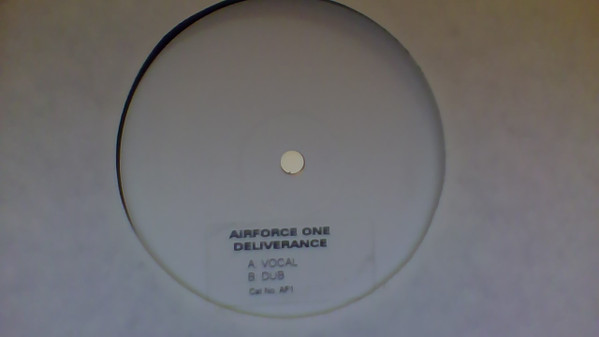 AIRFORCE ONE
DELIVERANCE
A: VOCAL
B: DUB
Cat No. AF1